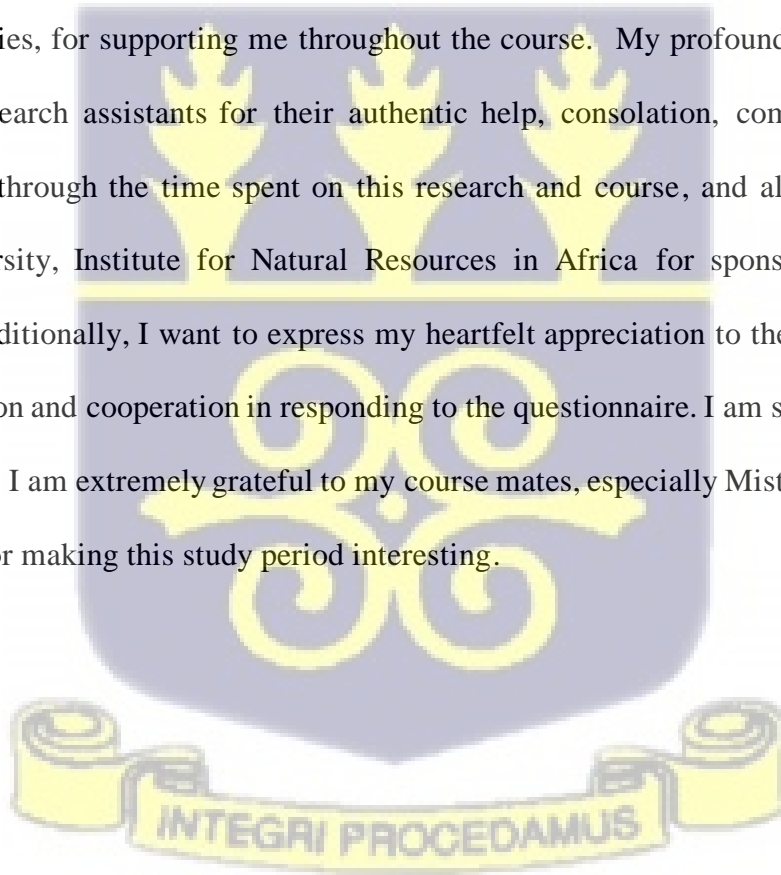 ies, for supporting me throughout the course. My profound
earch assistants for their authentic help, consolation, com
through the time spent on this research and course, and al
rsity, Institute for Natural Resources in Africa for spons
ditionally, I want to express my heartfelt appreciation to the
on and cooperation in responding to the questionnaire. I am s
I am extremely grateful to my course mates, especially Mist
or making this study period interesting.
INTEGRI PROCEDAMUS